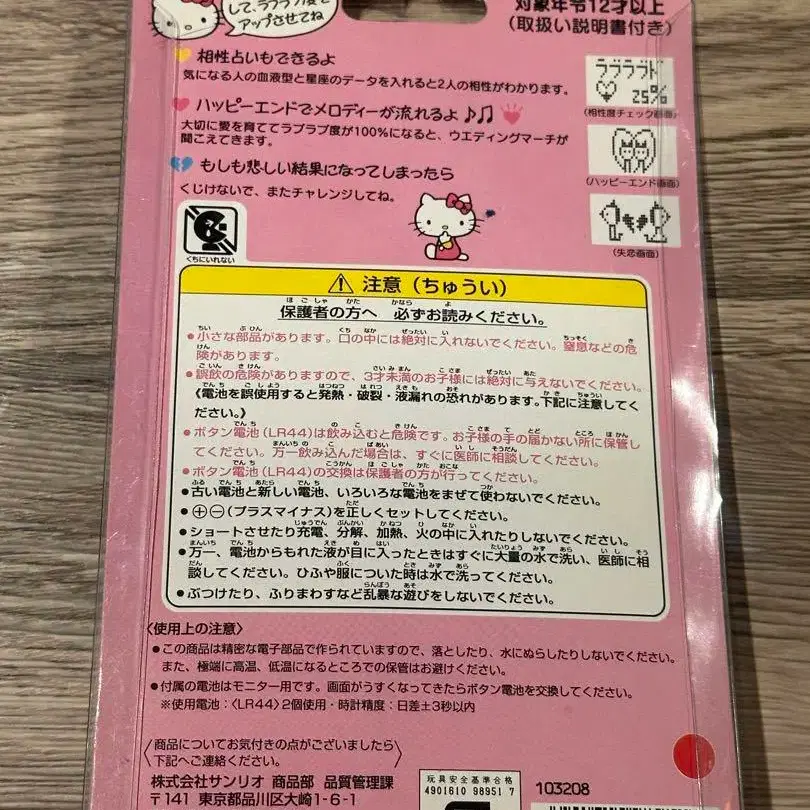 して、ラブラブ度を
アップさせてね
対象年令12才以上
(取扱い説明書付き)
相性占いもできるよ
気になる人の血液型と星座のデータを入れると2人の相性がわかります。
ラブラブド
25%
(相性度チェック画面)
ハッピーエンドでメロディーが流れるよ♪♫
大切に愛を育ててラブラブ度が100%になると、ウエディングマーチが
聞こえてきます。
(ハッピーエンド画面)
もしも悲しい結果になってしまったら
くじけないで、またチャレンジしてね。
(失恋画面)
くちにいれない
注意(ちゅうい)
保護者の方へ 必ずお読みください。
●小さな部品があります。口の中には絶対に入れないでください。窒息などの危
険があります。
●誤飲の危険がありますので、3才未満のお子様には絶対に与えないでください。
《電池を誤使用すると発熱・破裂・液漏れの恐れがあります。下記に注意してく
ださい。》
●ボタン電池(LR44)は飲み込むと危険です。お子様の手の届かない所に保管し
てください。万一飲み込んだ場合は、すぐに医師に相談してください。
●ボタン電池(LR44)の交換は保護者の方が行ってください。
●古い電池と新しい電池、いろいろな電池をまぜて使わないでください。
●⊕⊖(プラスマイナス)を正しくセットしてください。
●ショートさせたり充電、分解、加熱、火の中に入れたりしないでください。
●万一、電池からもれた液が目に入ったときはすぐに大量の水で洗い、医師に相
談してください。ひふや服についた時は水で洗ってください。
●ぶつけたり、ふりまわすなど乱暴な遊びをしないでください。
〈使用上の注意〉
●この商品は精密な電子部品で作られていますので、落としたり、水にぬらしたりしないでください。
また、極端に高温、低温になるところでの保管はお避けください。
●付属の電池はモニター用です。画面がうすくなってきたらボタン電池を交換してください。
※使用電池:〈LR44〉2個使用・時計精度:日差±3秒以内
商品についてお気付きの点がございましたら
下記へご連絡ください。
株式会社サンリオ 商品部 品質管理課
〒141 東京都品川区大崎1-6-1
玩具安全基準合格
4901610 98951 7
103208